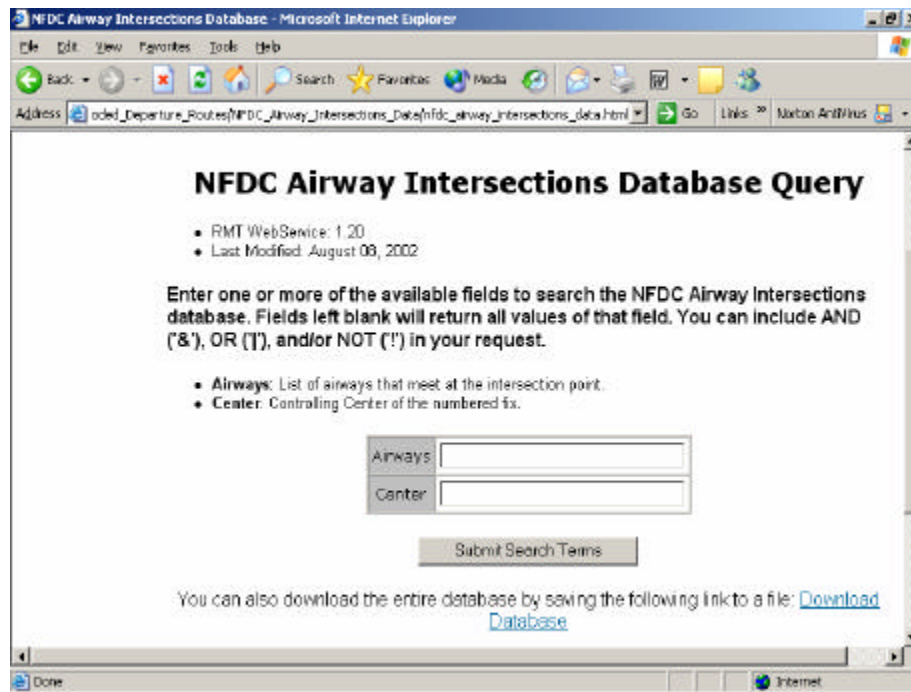 NFDC Airway Intersections Database - Microsoft Internet Explorer
File Edit View Favorites Tools Help
Back Search Favorites Media
Address oded_Departure_Routes/NFDC_Airway_Intersections_Data/nfdc_airway_intersections_data.html Go Links » Norton AntiVirus
NFDC Airway Intersections Database Query
• RMT WebService: 1.20
• Last Modified: August 08, 2002
Enter one or more of the available fields to search the NFDC Airway Intersections
database. Fields left blank will return all values of that field. You can include AND
('&'), OR ('|'), and/or NOT ('!') in your request.
• Airways: List of airways that meet at the intersection point.
• Center: Controlling Center of the numbered fix.
Airways
Center
Submit Search Terms
You can also download the entire database by saving the following link to a file: Download
Database
Done Internet